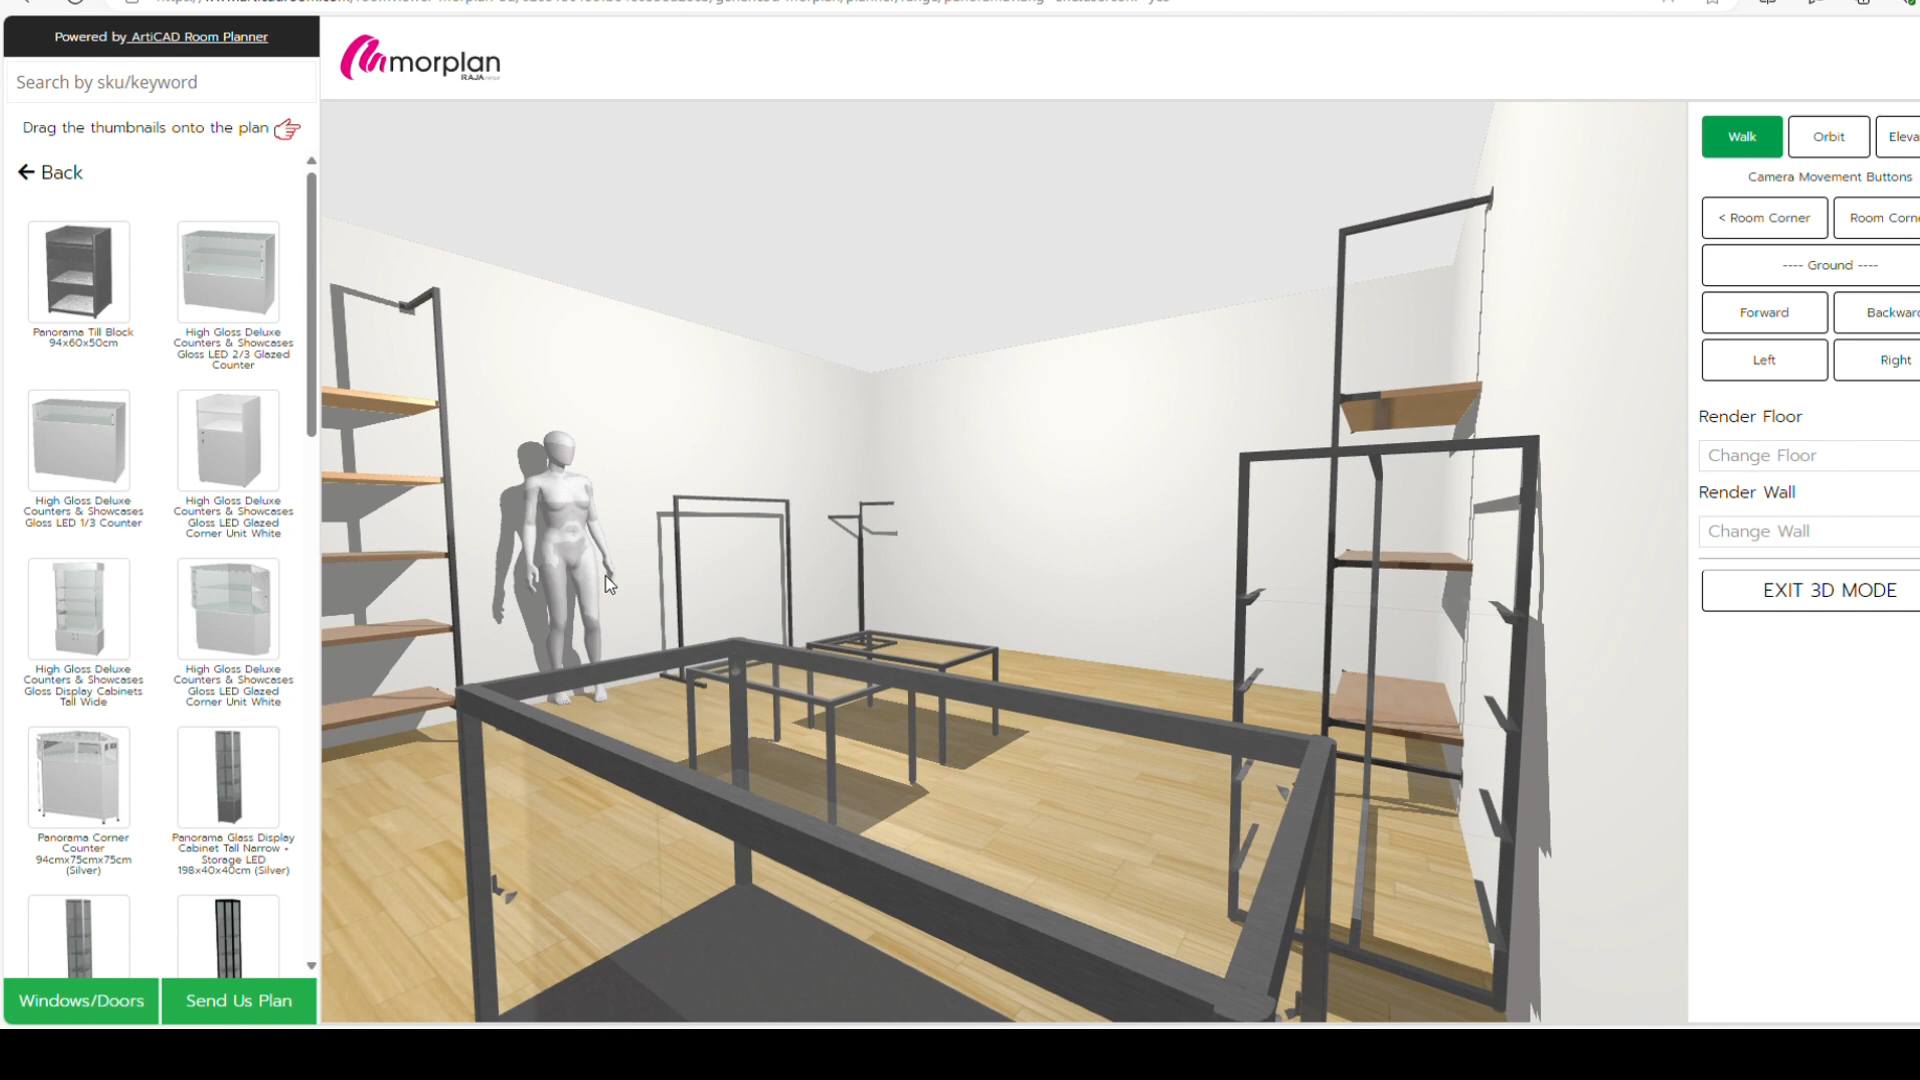 Powered by ArtiCAD Room Planner
Search by sku/keyword
Drag the thumbnails onto the plan
Back
Panorama Till Block
94x60x50cm
High Gloss Deluxe
Counters & Showcases
Gloss LED 2/3 Glazed
Counter
High Gloss Deluxe
Counters & Showcases
Gloss LED 1/3 Counter
High Gloss Deluxe
Counters & Showcases
Gloss LED Glazed
Corner Unit White
High Gloss Deluxe
Counters & Showcases
Gloss Display Cabinets
Tall Wide
High Gloss Deluxe
Counters & Showcases
Gloss LED Glazed
Corner Unit White
Panorama Corner
Counter
94cmx75cmx75cm
(Silver)
Panorama Glass Display
Cabinet Tall Narrow +
Storage LED
198x40x40cm (Silver)
Windows/Doors
Send Us Plan
morplan
RAJA
Walk
Orbit
Eleva
Camera Movement Buttons
< Room Corner
Room Corne
---- Ground ----
Forward
Backward
Left
Right
Render Floor
Change Floor
Render Wall
Change Wall
EXIT 3D MODE